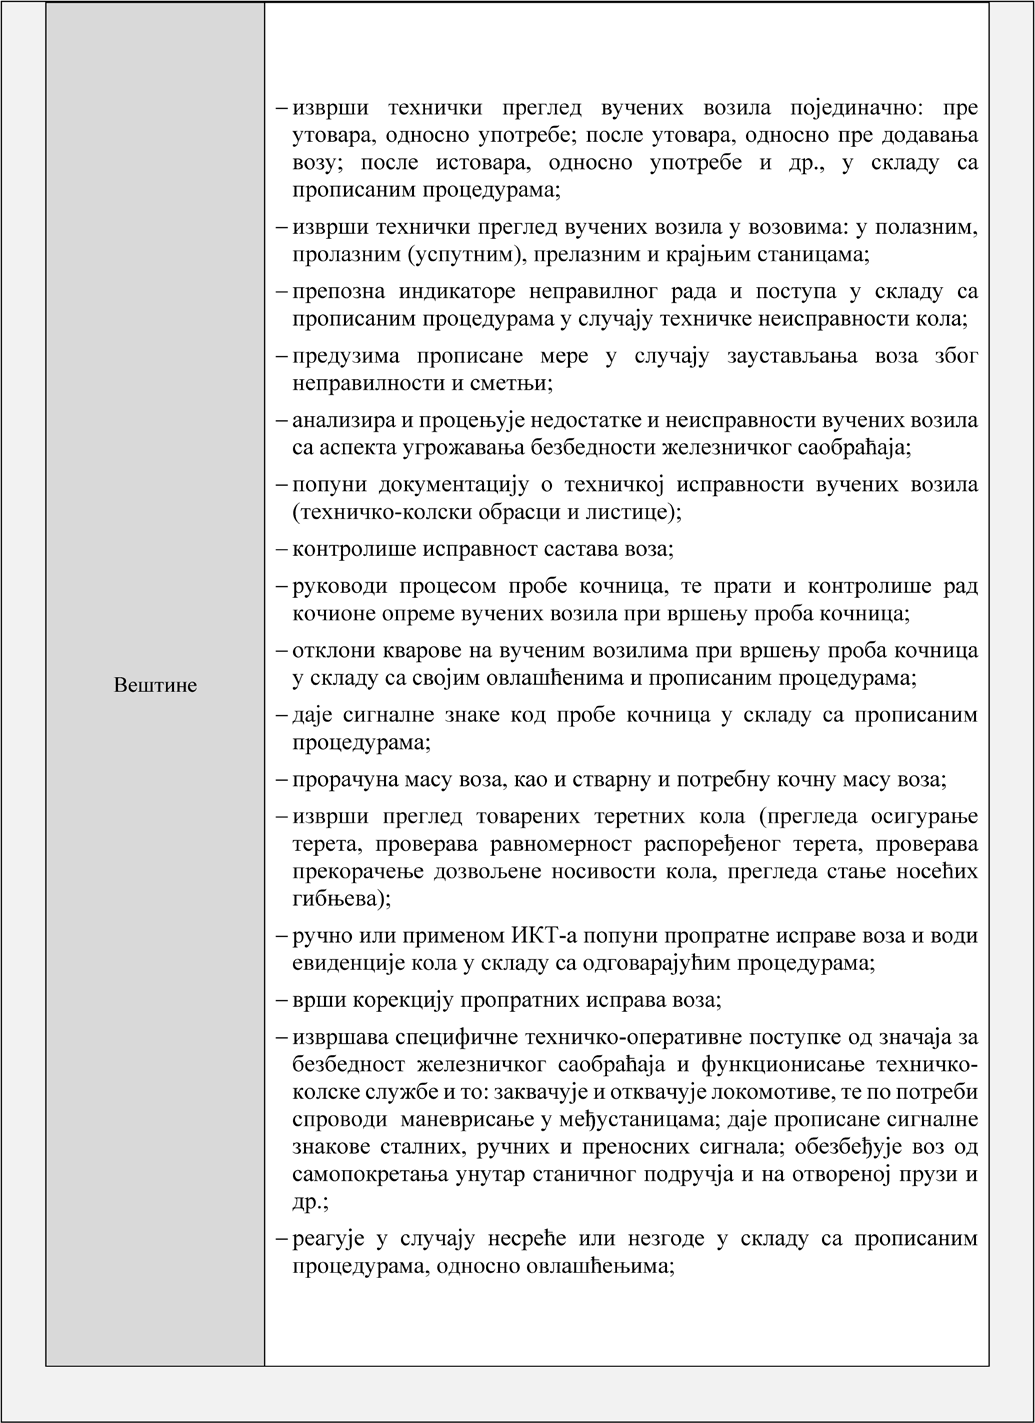 – изврши технички преглед вучених возила појединачно: пре
утовара, односно употребе; после утовара, односно пре додавања
возу; после истовара, односно употребе и др., у складу са
прописаним процедурама;
– изврши технички преглед вучених возила у возовима: у полазним,
пролазним (успутним), прелазним и крајњим станицама;
– препозна индикаторе неправилног рада и поступа у складу са
прописаним процедурама у случају техничке неисправности кола;
– предузима прописане мере у случају заустављања воза због
неправилности и сметњи;
– анализира и процењује недостатке и неисправности вучених возила
са аспекта угрожавања безбедности железничког саобраћаја;
– попуни документацију о техничкој исправности вучених возила
(техничко-колски обрасци и листице);
– контролише исправност састава воза;
– руководи процесом пробе кочница, те прати и контролише рад
кочионе опреме вучених возила при вршењу проба кочница;
– отклони кварове на вученим возилима при вршењу проба кочница
у складу са својим овлашћенима и прописаним процедурама;
Вештине
– даје сигналне знаке код пробе кочница у складу са прописаним
процедурама;
– прорачуна масу воза, као и стварну и потребну кочну масу воза;
– изврши преглед товарених теретних кола (прегледа осигурање
терета, проверава равномерност распоређеног терета, проверава
прекорачење дозвољене носивости кола, прегледа стање носећих
гибњева);
– ручно или применом ИКТ-а попуни пропратне исправе воза и води
евиденције кола у складу са одговарајућим процедурама;
– врши корекцију пропратних исправа воза;
– извршава специфичне техничко-оперативне поступке од значаја за
безбедност железничког саобраћаја и функционисање техничко-
колске службе и то: заквачује и отквачује локомотиве, те по потреби
спроводи  маневрисање у међустаницама; даје прописане сигналне
знакове сталних, ручних и преносних сигнала; обезбеђује воз од
самопокретања унутар станичног подручја и на отвореној прузи и
др.;
– реагује у случају несреће или незгоде у складу са прописаним
процедурама, односно овлашћењима;